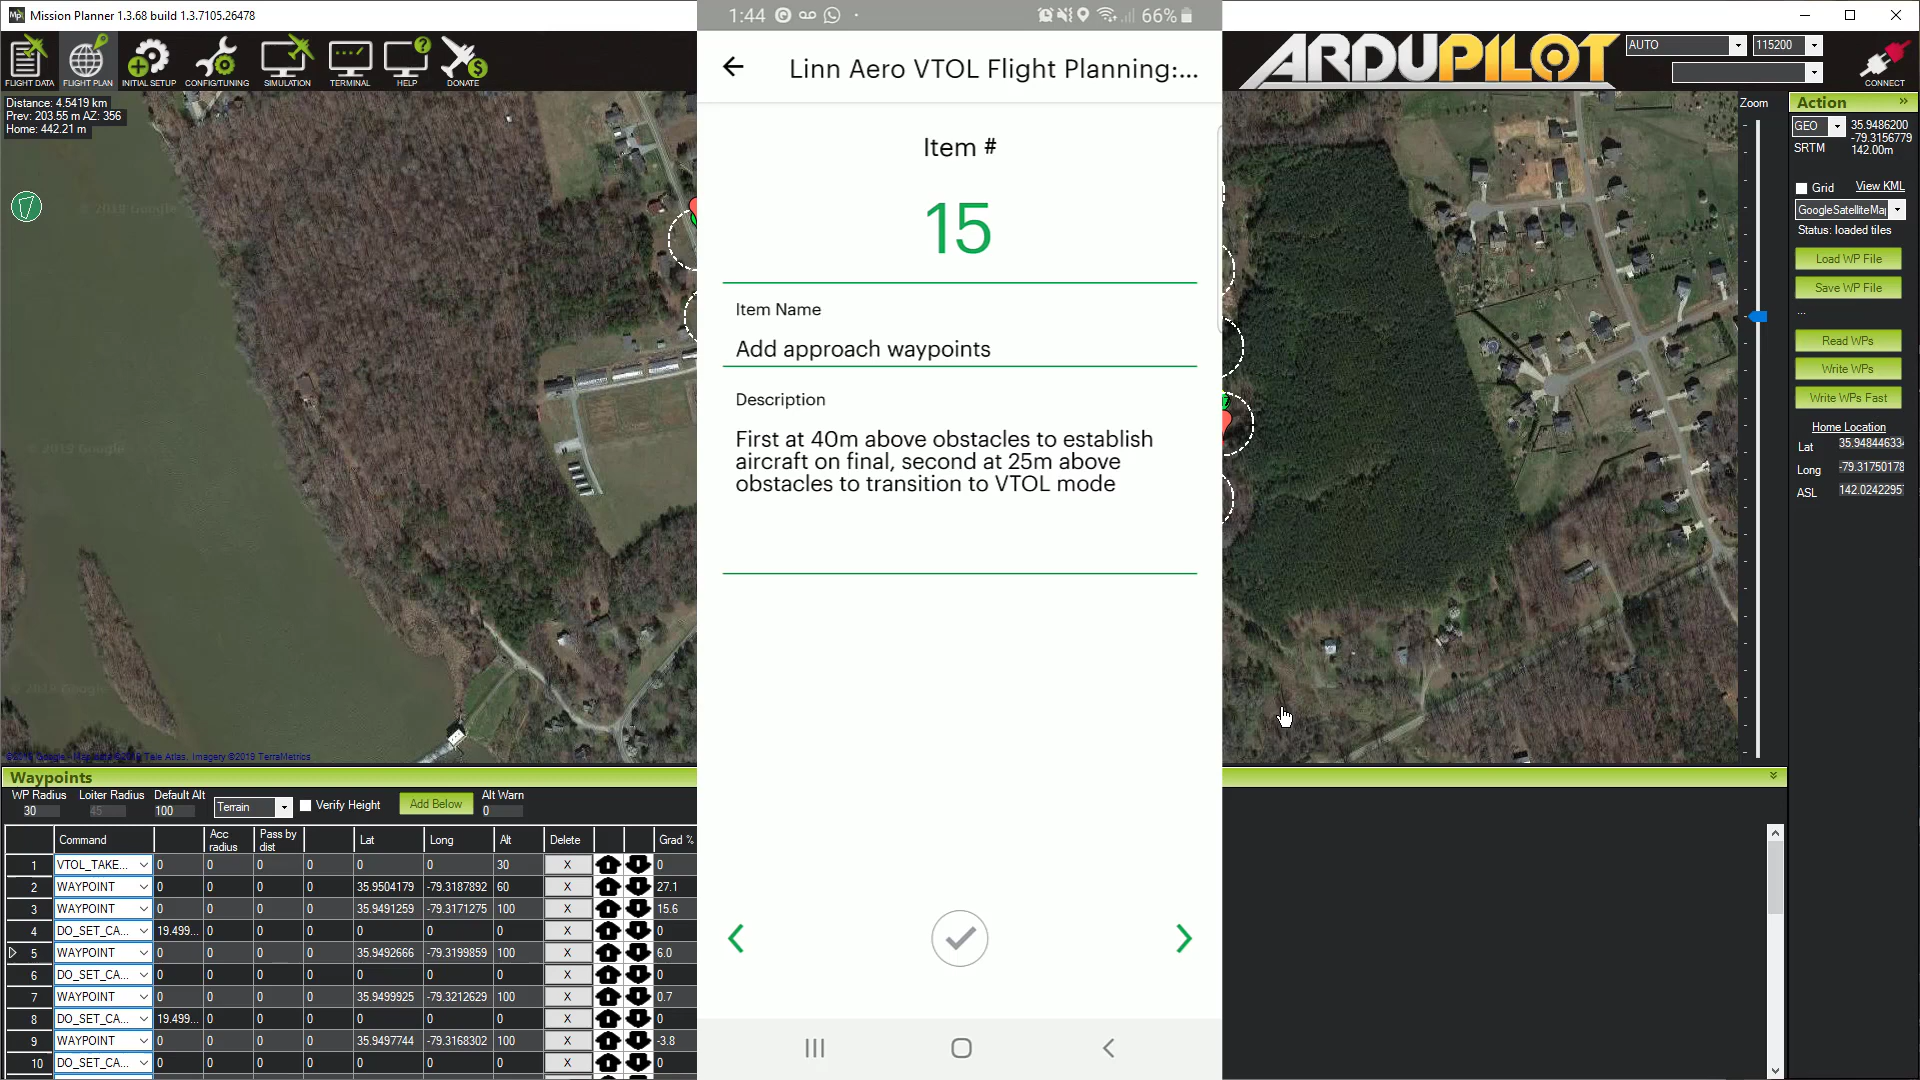 Mission Planner 1.3.68 build 1.3.7105.26478
1:44
66%
FLIGHT DATA
FLIGHT PLAN
INITIAL SETUP
CONFIG/TUNING
SIMULATION
TERMINAL
HELP
DONATE
ARDUPILOT
AUTO
115200
CONNECT
Linn Aero VTOL Flight Planning:...
Distance: 4.5419 km
Prev: 203.55 m AZ: 356
Home: 442.21 m
Item #
15
Item Name
Add approach waypoints
Description
First at 40m above obstacles to establish
aircraft on final, second at 25m above
obstacles to transition to VTOL mode
Zoom
Action
GEO
35.9486200
-79.3156779
SRTM
142.00m
Grid
View KML
GoogleSatelliteMap
Status: loaded tiles
Load WP File
Save WP File
...
Read WPs
Write WPs
Write WPs Fast
Home Location
Lat 35.94844633
Long -79.31750178
ASL 142.0242295
Waypoints
WP Radius Loiter Radius Default Alt
30 45 100
Terrain
Verify Height
Add Below
Alt Warn
0
Command Acc radius Pass by dist Lat Long Alt Delete Grad %
1 VTOL_TAKE... 0 0 0 0 0 0 30 X 0
2 WAYPOINT 0 0 0 0 35.9504179 -79.3187892 60 X 27.1
3 WAYPOINT 0 0 0 0 35.9491259 -79.3171275 100 X 15.6
4 DO_SET_CA... 19.499... 0 0 0 0 0 0 X 0
5 WAYPOINT 0 0 0 0 35.9492666 -79.3199859 100 X 6.0
6 DO_SET_CA... 0 0 0 0 0 0 0 X 0
7 WAYPOINT 0 0 0 0 35.9499925 -79.3212629 100 X 0.7
8 DO_SET_CA... 19.499... 0 0 0 0 0 0 X 0
9 WAYPOINT 0 0 0 0 35.9497744 -79.3168302 100 X -3.8
10 DO_SET_CA... 0 0 0 0 0 0 0 X 0